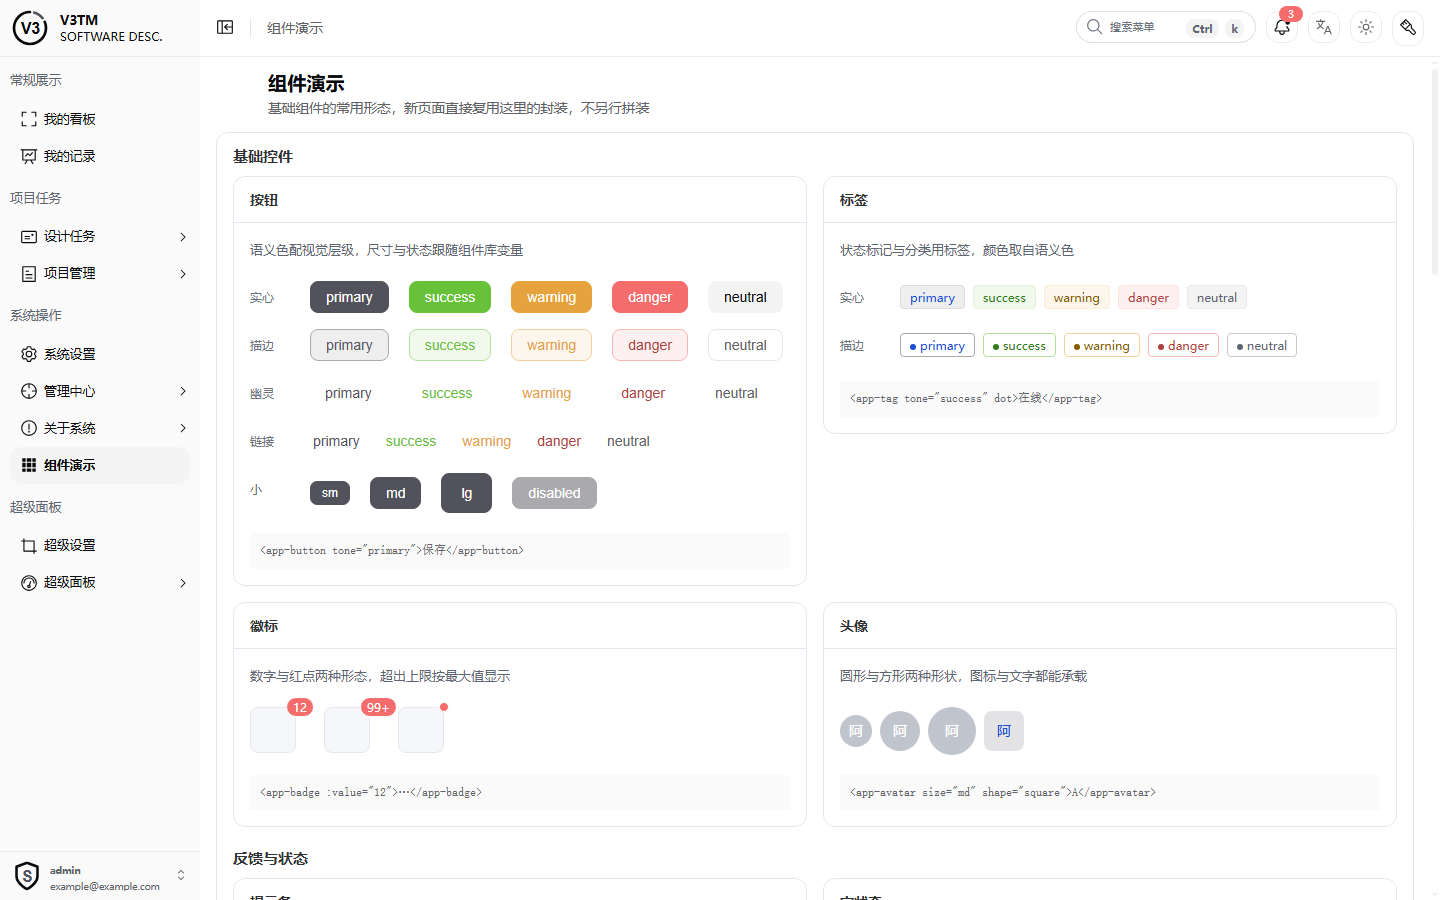 V3
V3TM
SOFTWARE DESC.
组件演示
搜索菜单
Ctrl
k
3
常规展示
我的看板
我的记录
项目任务
设计任务
项目管理
系统操作
系统设置
管理中心
关于系统
组件演示
超级面板
超级设置
超级面板
S
admin
example@example.com
组件演示
基础组件的常用形态，新页面直接复用这里的封装，不另行拼装
基础控件
按钮
语义色配视觉层级，尺寸与状态跟随组件库变量
实心 primary success warning danger neutral
描边 primary success warning danger neutral
幽灵 primary success warning danger neutral
链接 primary success warning danger neutral
小 sm md lg disabled
<app-button tone="primary">保存</app-button>
标签
状态标记与分类用标签，颜色取自语义色
实心 primary success warning danger neutral
描边 primary success warning danger neutral
<app-tag tone="success" dot>在线</app-tag>
徽标
数字与红点两种形态，超出上限按最大值显示
12 99+
<app-badge :value="12">…</app-badge>
头像
圆形与方形两种形状，图标与文字都能承载
阿 阿 阿 阿
<app-avatar size="md" shape="square">A</app-avatar>
反馈与状态